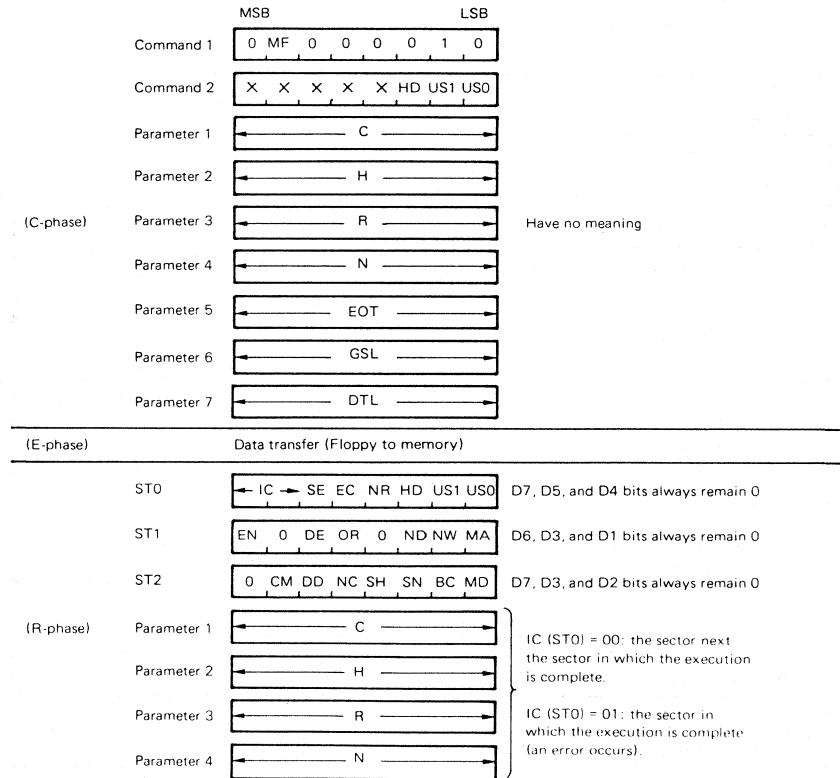 MSB LSB
Command 1 0 MF 0 0 0 0 1 0
Command 2 X X X X X HD US1 US0
Parameter 1 C
Parameter 2 H
(C-phase) Parameter 3 R Have no meaning
Parameter 4 N
Parameter 5 EOT
Parameter 6 GSL
Parameter 7 DTL
(E-phase) Data transfer (Floppy to memory)
ST0 IC SE EC NR HD US1 US0 D7, D5, and D4 bits always remain 0
ST1 EN 0 DE OR 0 ND NW MA D6, D3, and D1 bits always remain 0
ST2 0 CM DD NC SH SN BC MD D7, D3, and D2 bits always remain 0
(R-phase) Parameter 1 C
Parameter 2 H
Parameter 3 R
Parameter 4 N
IC (ST0) = 00: the sector next
the sector in which the execution
is complete.
IC (ST0) = 01: the sector in
which the execution is complete
(an error occurs).